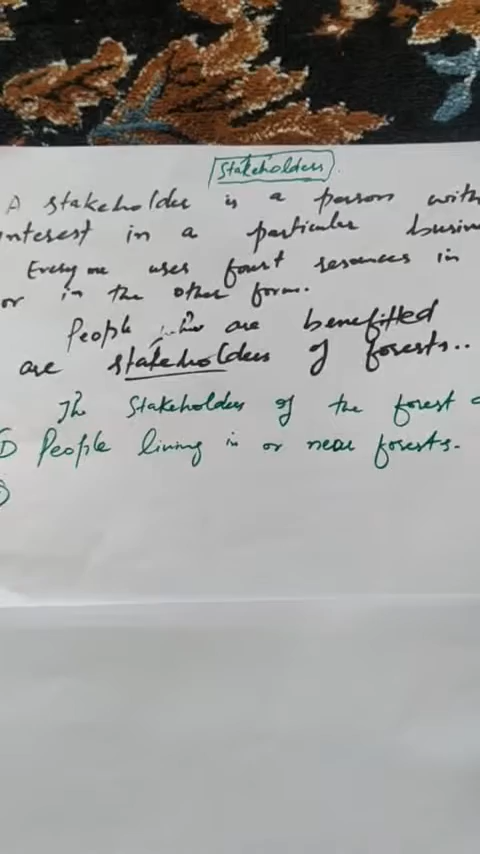 Stakeholders
A stakeholder is a person with
interest in a particular busin
Every one uses forest resources in
or in the other form.
People who are benefitted
are stakeholders of forests..
The Stakeholders of the forest
① People living in or near forests.